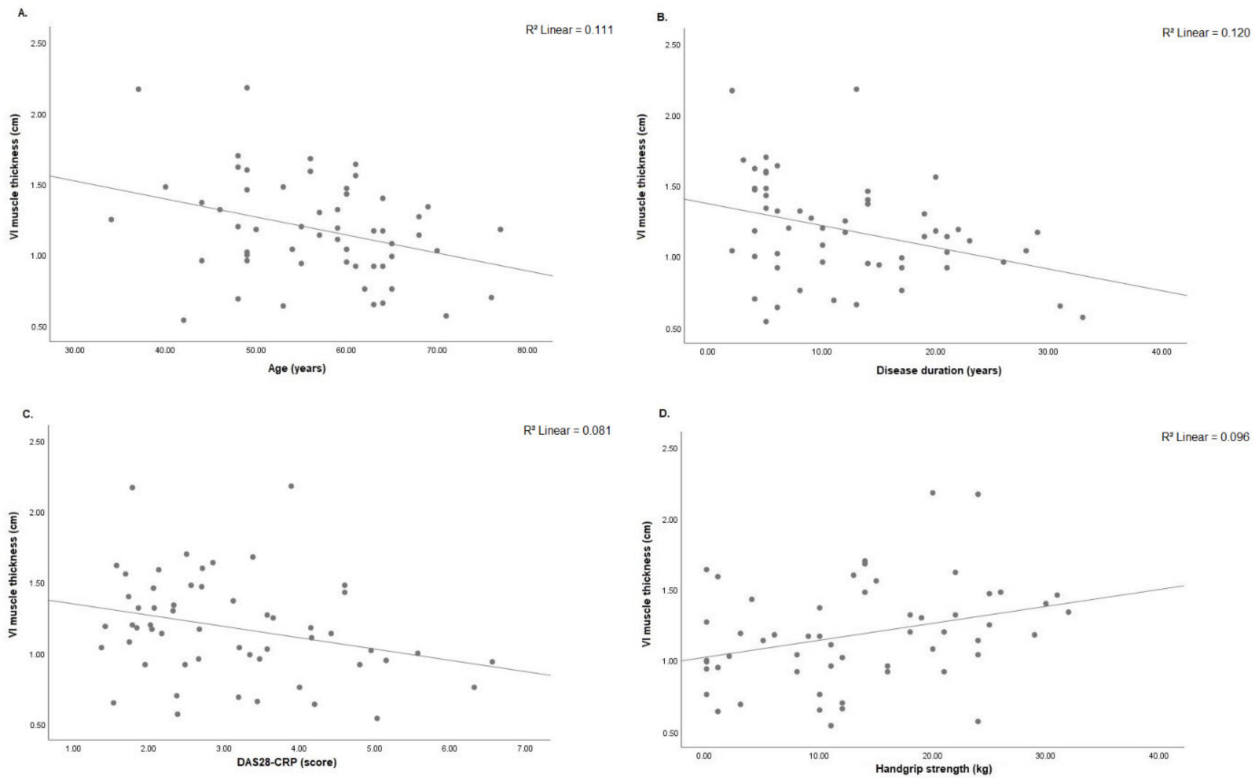 A.
R² Linear = 0.111
VI muscle thickness (cm)
2.50
2.00
1.50
1.00
0.50
30.00 40.00 50.00 60.00 70.00 80.00
Age (years)
B.
R² Linear = 0.120
VI muscle thickness (cm)
2.50
2.00
1.50
1.00
0.50
0.00 10.00 20.00 30.00 40.00
Disease duration (years)
C.
R² Linear = 0.081
VI muscle thickness (cm)
2.50
2.00
1.50
1.00
0.50
1.00 2.00 3.00 4.00 5.00 6.00 7.00
DAS28-CRP (score)
D.
R² Linear = 0.096
VI muscle thickness (cm)
2.50
2.00
1.50
1.00
0.50
0.00 10.00 20.00 30.00 40.00
Handgrip strength (kg)